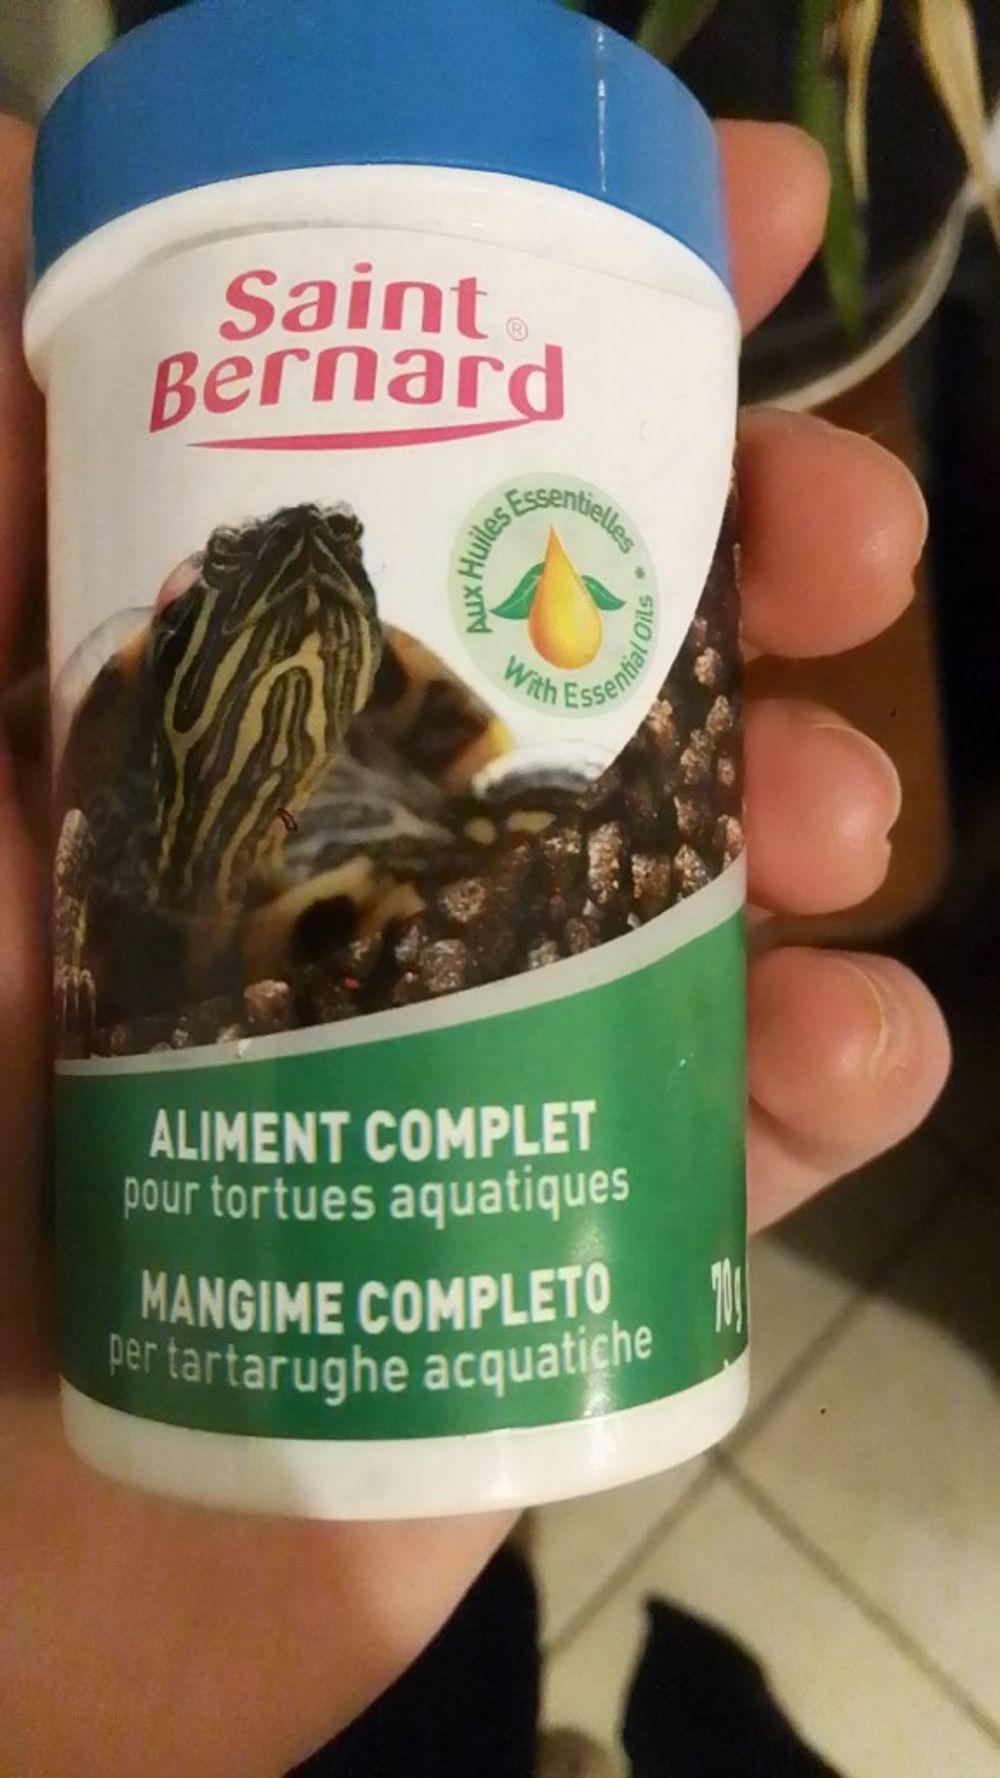 Saint
Bernard®
Aux Huiles Essentielles *
With Essential Oils
ALIMENT COMPLET
pour tortues aquatiques
MANGIME COMPLETO
per tartarughe acquatiche
70g